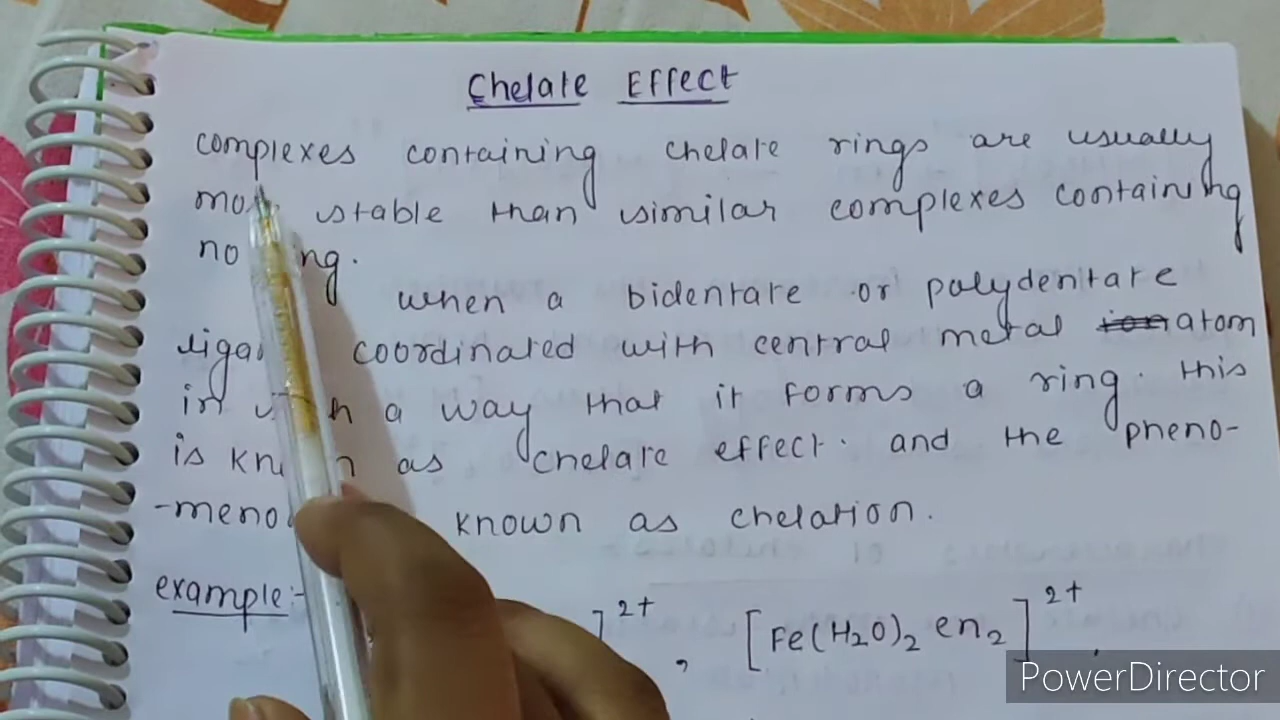 Chelate Effect
complexes containing chelate rings are usually
stable than similar complexes containing
no
when a bidentate or polydentate
coordinated with central metal atom
in a way that it forms a ring. this
is as chelate effect. and the pheno-
known as chelation.
example:-
]2+, [Fe(H2O)2 en2]2+,
PowerDirector